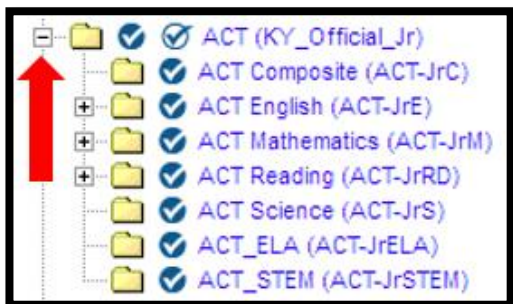 ACT (KY_Official_Jr)
ACT Composite (ACT-JrC)
ACT English (ACT-JrE)
ACT Mathematics (ACT-JrM)
ACT Reading (ACT-JrRD)
ACT Science (ACT-JrS)
ACT_ELA (ACT-JrELA)
ACT_STEM (ACT-JrSTEM)